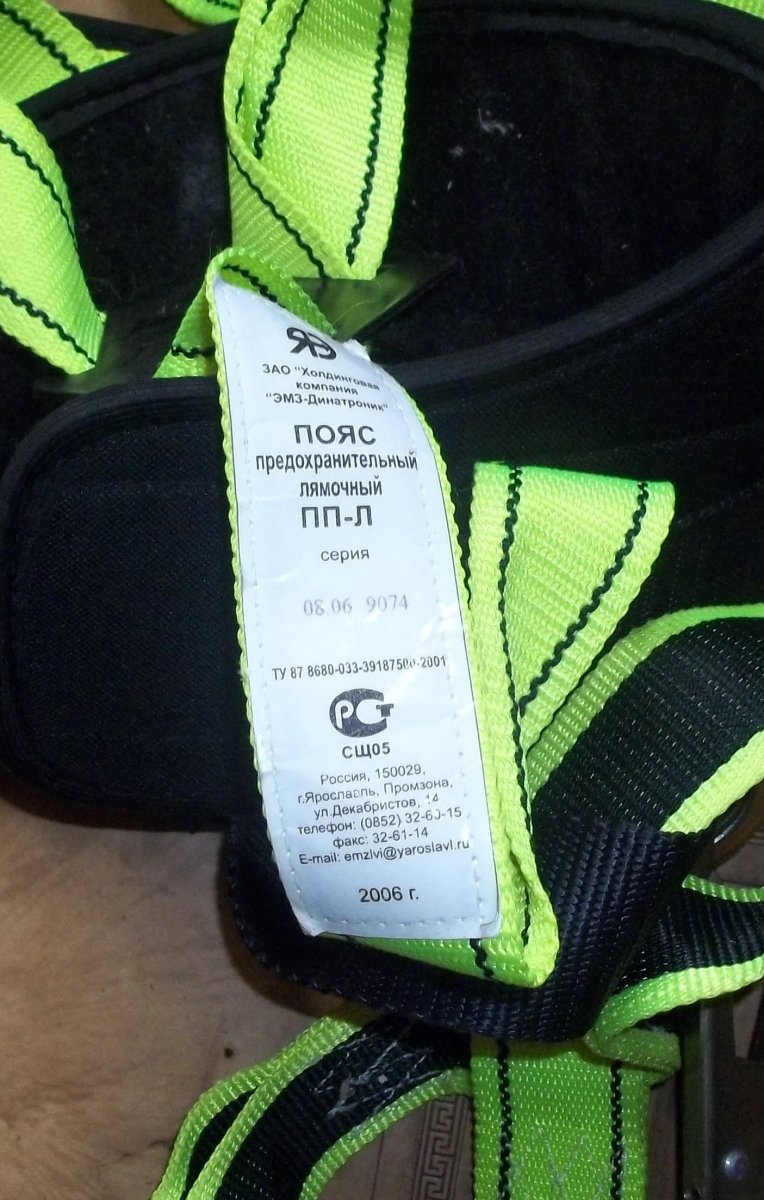 ЗАО "Холдинговая
компания
"ЭМЗ-Динатроник"
ПОЯС
предохранительный
лямочный
ПП-Л
серия
08.06 9074
ТУ 87 8680-033-39187500-2001
РСТ
СЩ05
Россия, 150029,
г.Ярославль, Промзона,
ул.Декабристов, 14
телефон: (0852) 32-60-15
факс: 32-61-14
E-mail: emzlvi@yaroslavl.ru
2006 г.